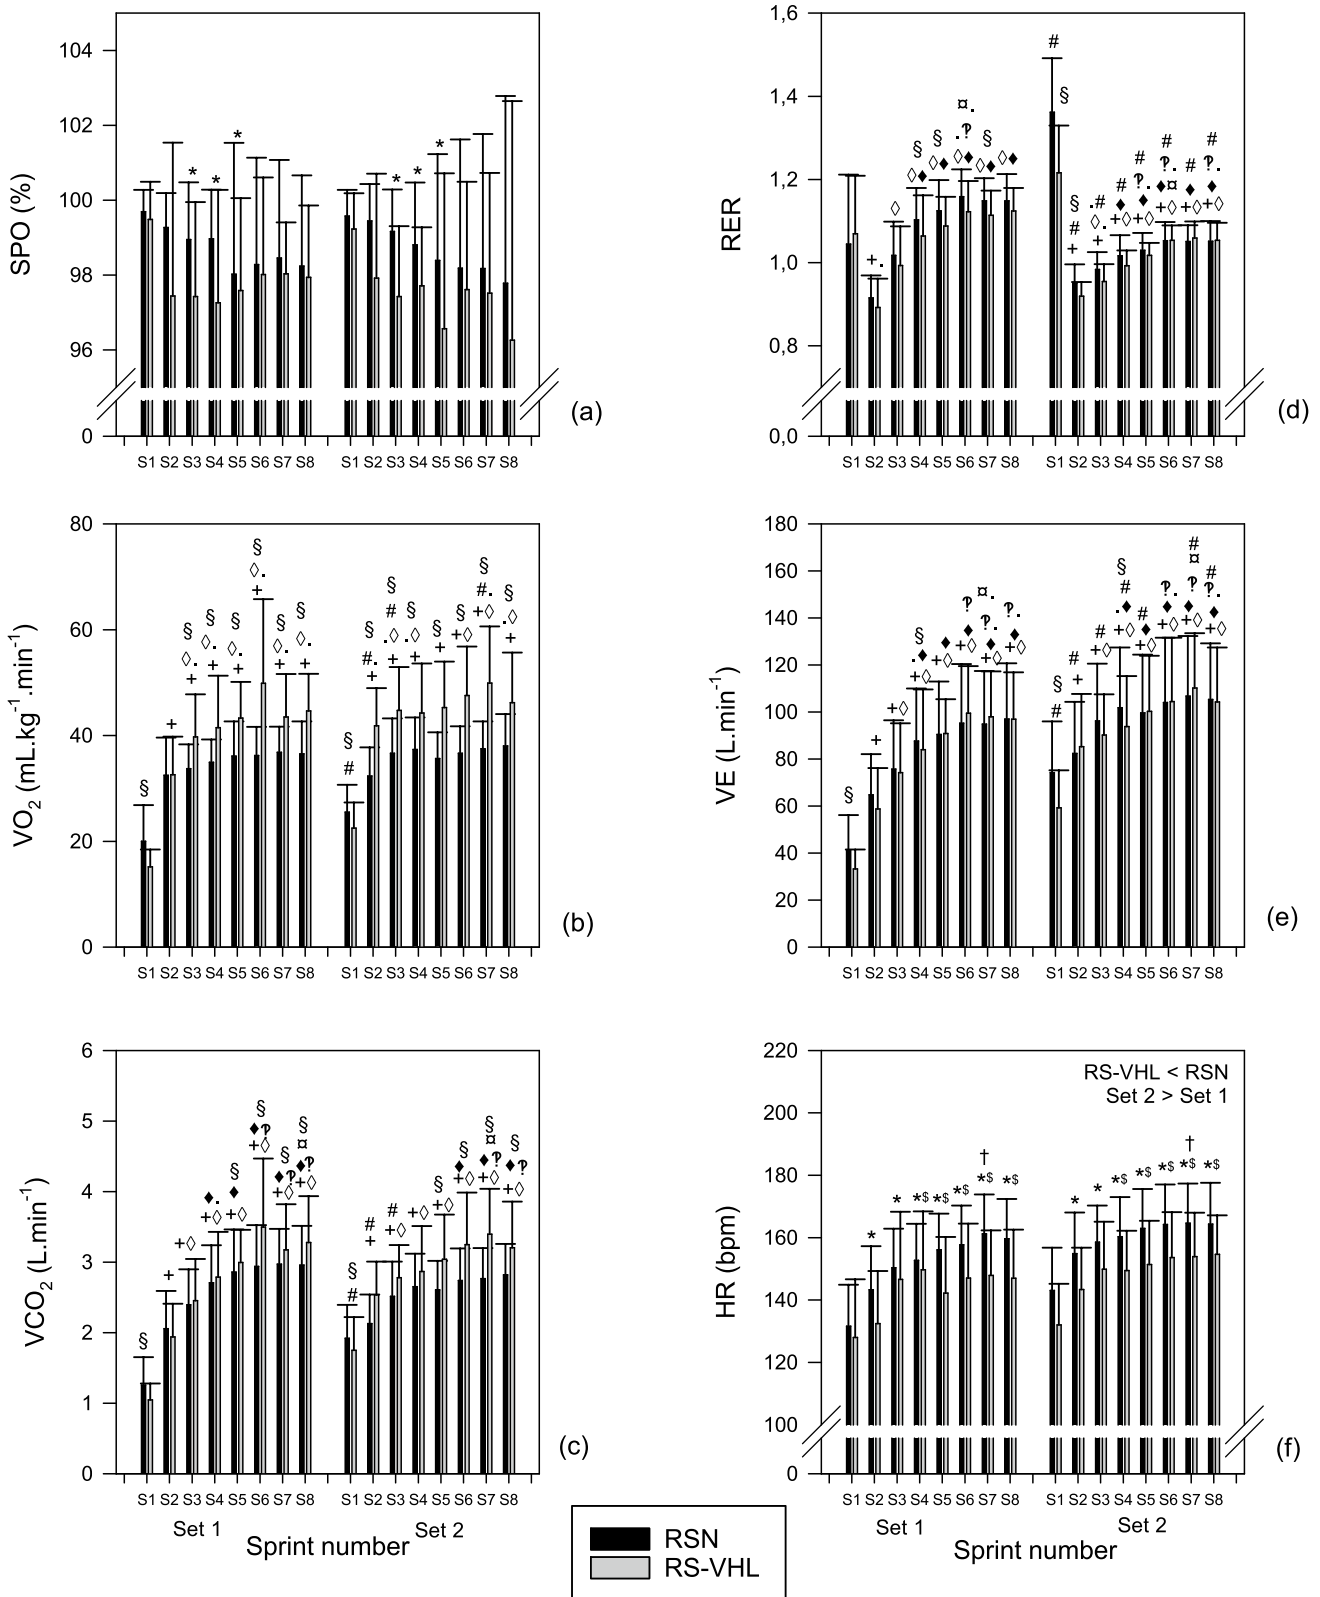 SPO (%)
104
102
100
98
96
0
* * * * * * *
S1 S2 S3 S4 S5 S6 S7 S8 S1 S2 S3 S4 S5 S6 S7 S8
(a)
RER
1,6
1,4
1,2
1,0
0,8
0,0
S1 S2 S3 S4 S5 S6 S7 S8 S1 S2 S3 S4 S5 S6 S7 S8
(d)
VO2 (mL.kg-1.min-1)
80
60
40
20
0
S1 S2 S3 S4 S5 S6 S7 S8 S1 S2 S3 S4 S5 S6 S7 S8
(b)
VE (L.min-1)
180
160
140
120
100
80
60
40
20
0
S1 S2 S3 S4 S5 S6 S7 S8 S1 S2 S3 S4 S5 S6 S7 S8
(e)
VCO2 (L.min-1)
6
5
4
3
2
1
0
S1 S2 S3 S4 S5 S6 S7 S8 S1 S2 S3 S4 S5 S6 S7 S8
Set 1 Set 2
Sprint number
(c)
HR (bpm)
220
200
180
160
140
120
100
0
RS-VHL < RSN
Set 2 > Set 1
† †
* * *$ *$ *$ *$ *$ * * *$ *$ *$ *$ *$
S1 S2 S3 S4 S5 S6 S7 S8 S1 S2 S3 S4 S5 S6 S7 S8
Set 1 Set 2
Sprint number
(f)
RSN
RS-VHL